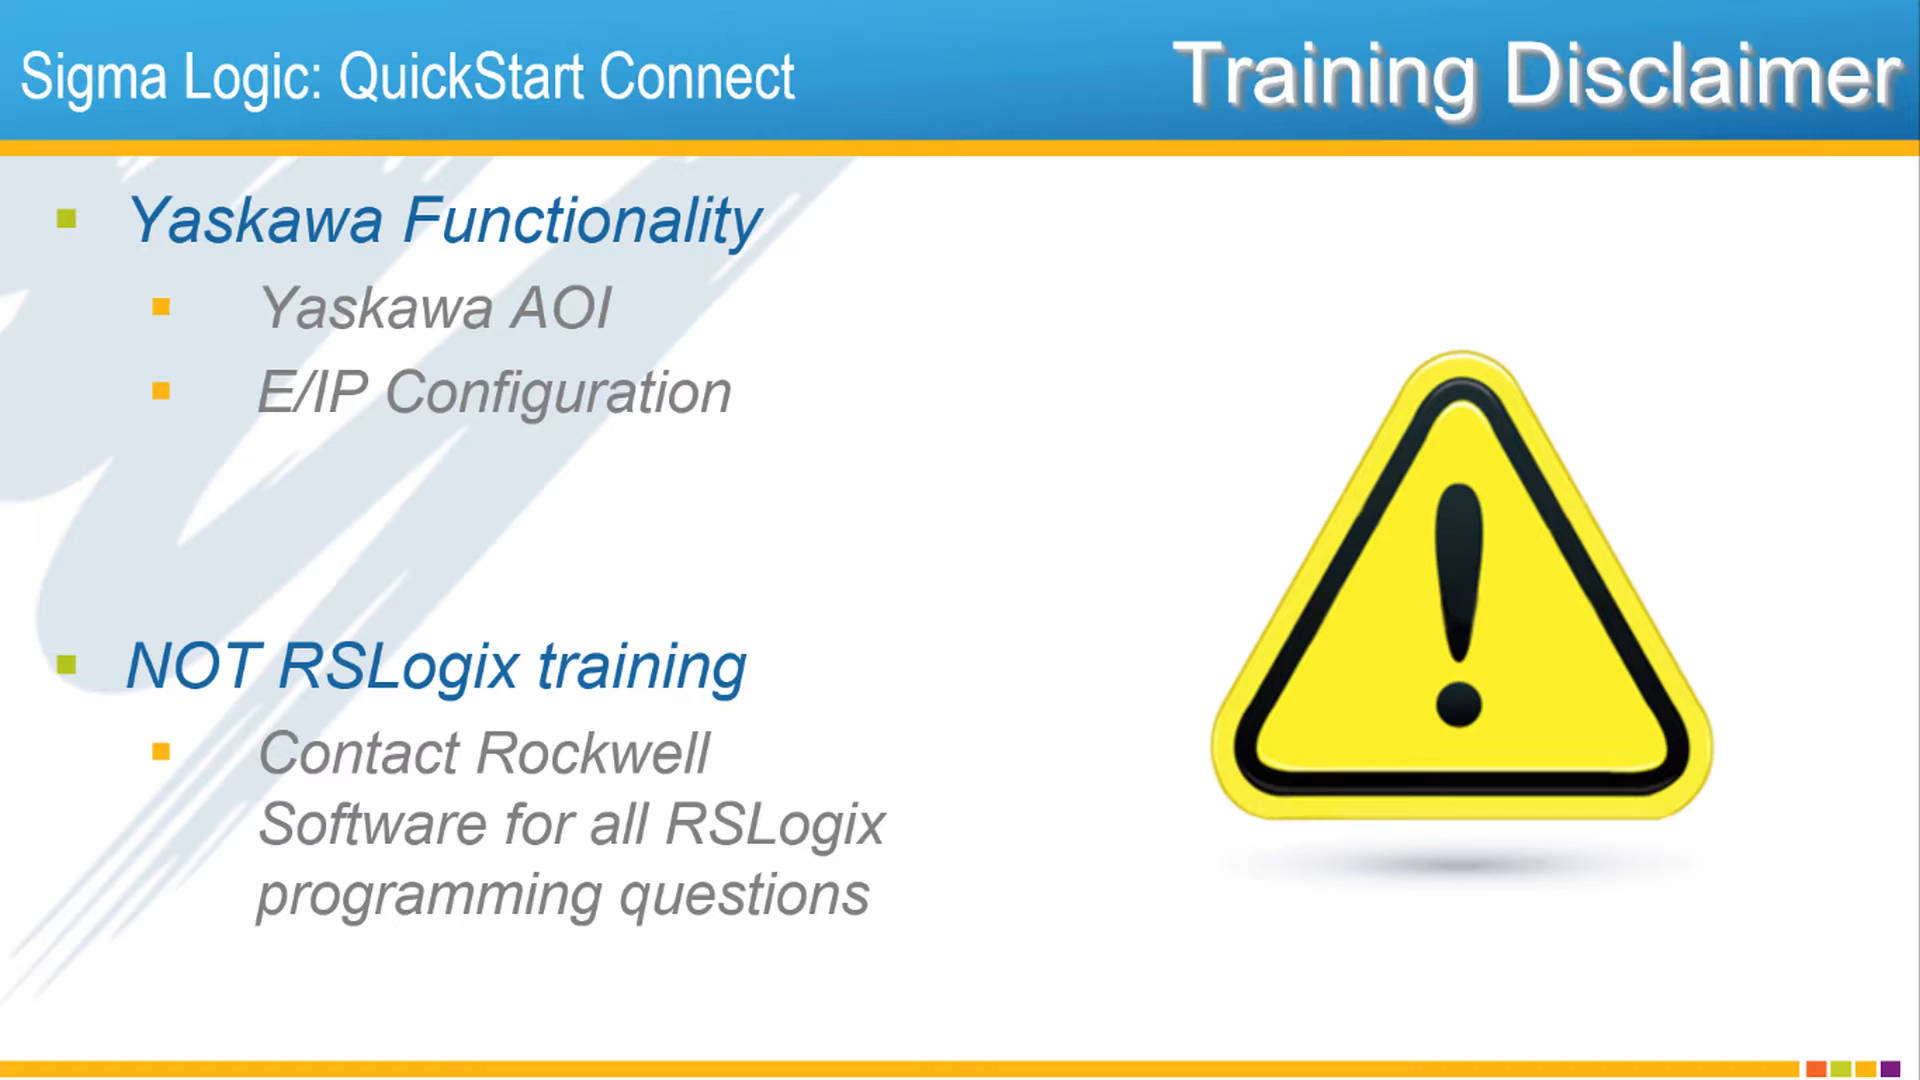 Sigma Logic: QuickStart Connect
Training Disclaimer
Yaskawa Functionality
Yaskawa AOI
E/IP Configuration
NOT RSLogix training
Contact Rockwell
Software for all RSLogix
programming questions